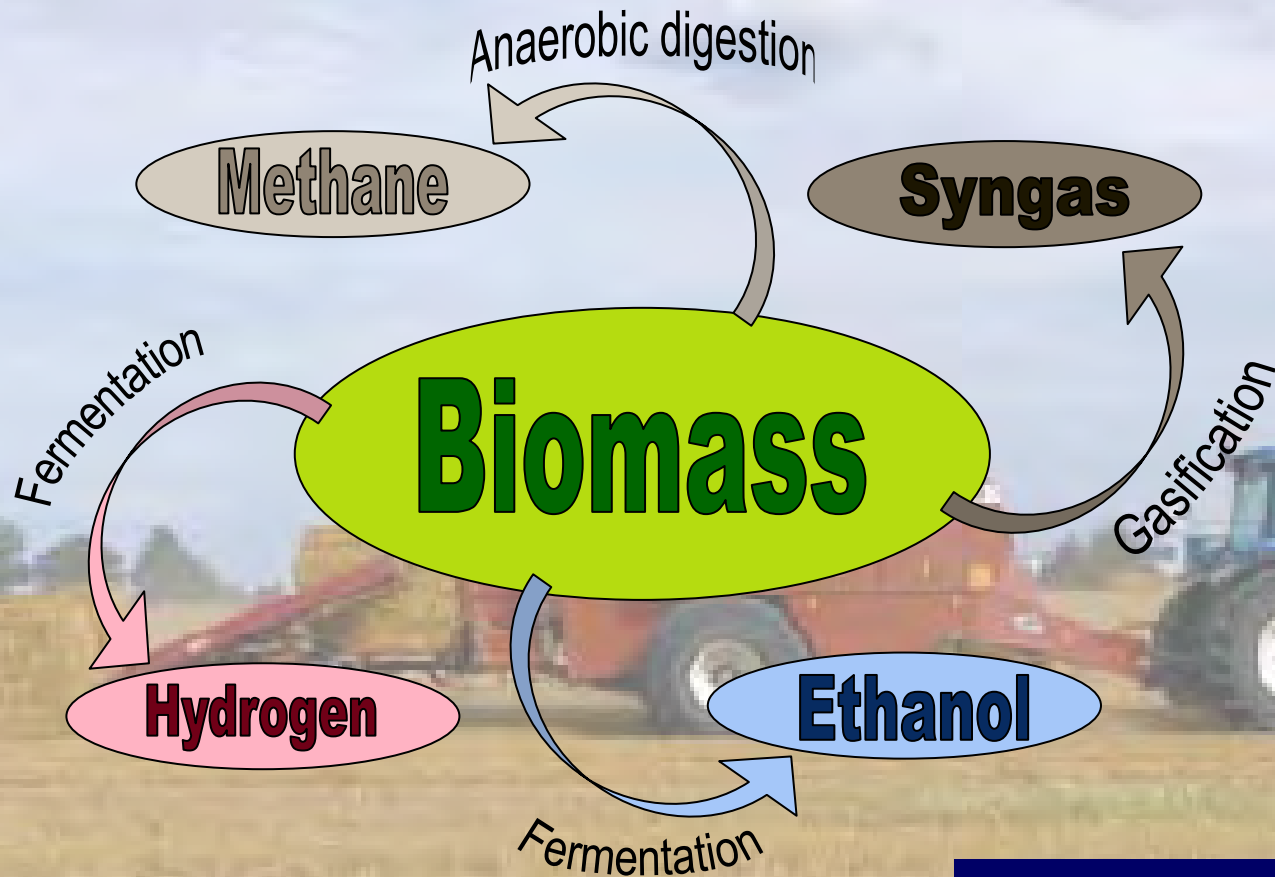 Anaerobic digestion
Methane
Syngas
Fermentation
Biomass
Gasification
Hydrogen
Ethanol
Fermentation